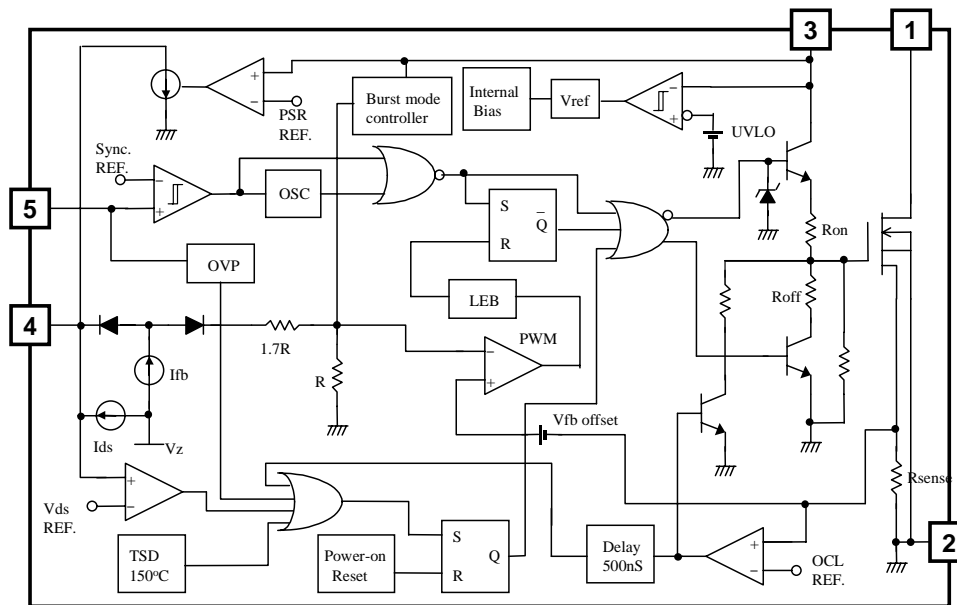 3
1
PSR
REF.
Burst mode
controller
Internal
Bias
Vref
+
−
−
+
UVLO
Sync.
REF.
−
+
OSC
5
S
R
Q
Ron
OVP
LEB
Roff
4
1.7R
R
PWM
−
+
Ifb
Ids
Vz
Vfb offset
Rsense
+
−
Vds
REF.
TSD
150°C
Power-on
Reset
S
R
Q
Delay
500nS
+
−
OCL
REF.
2